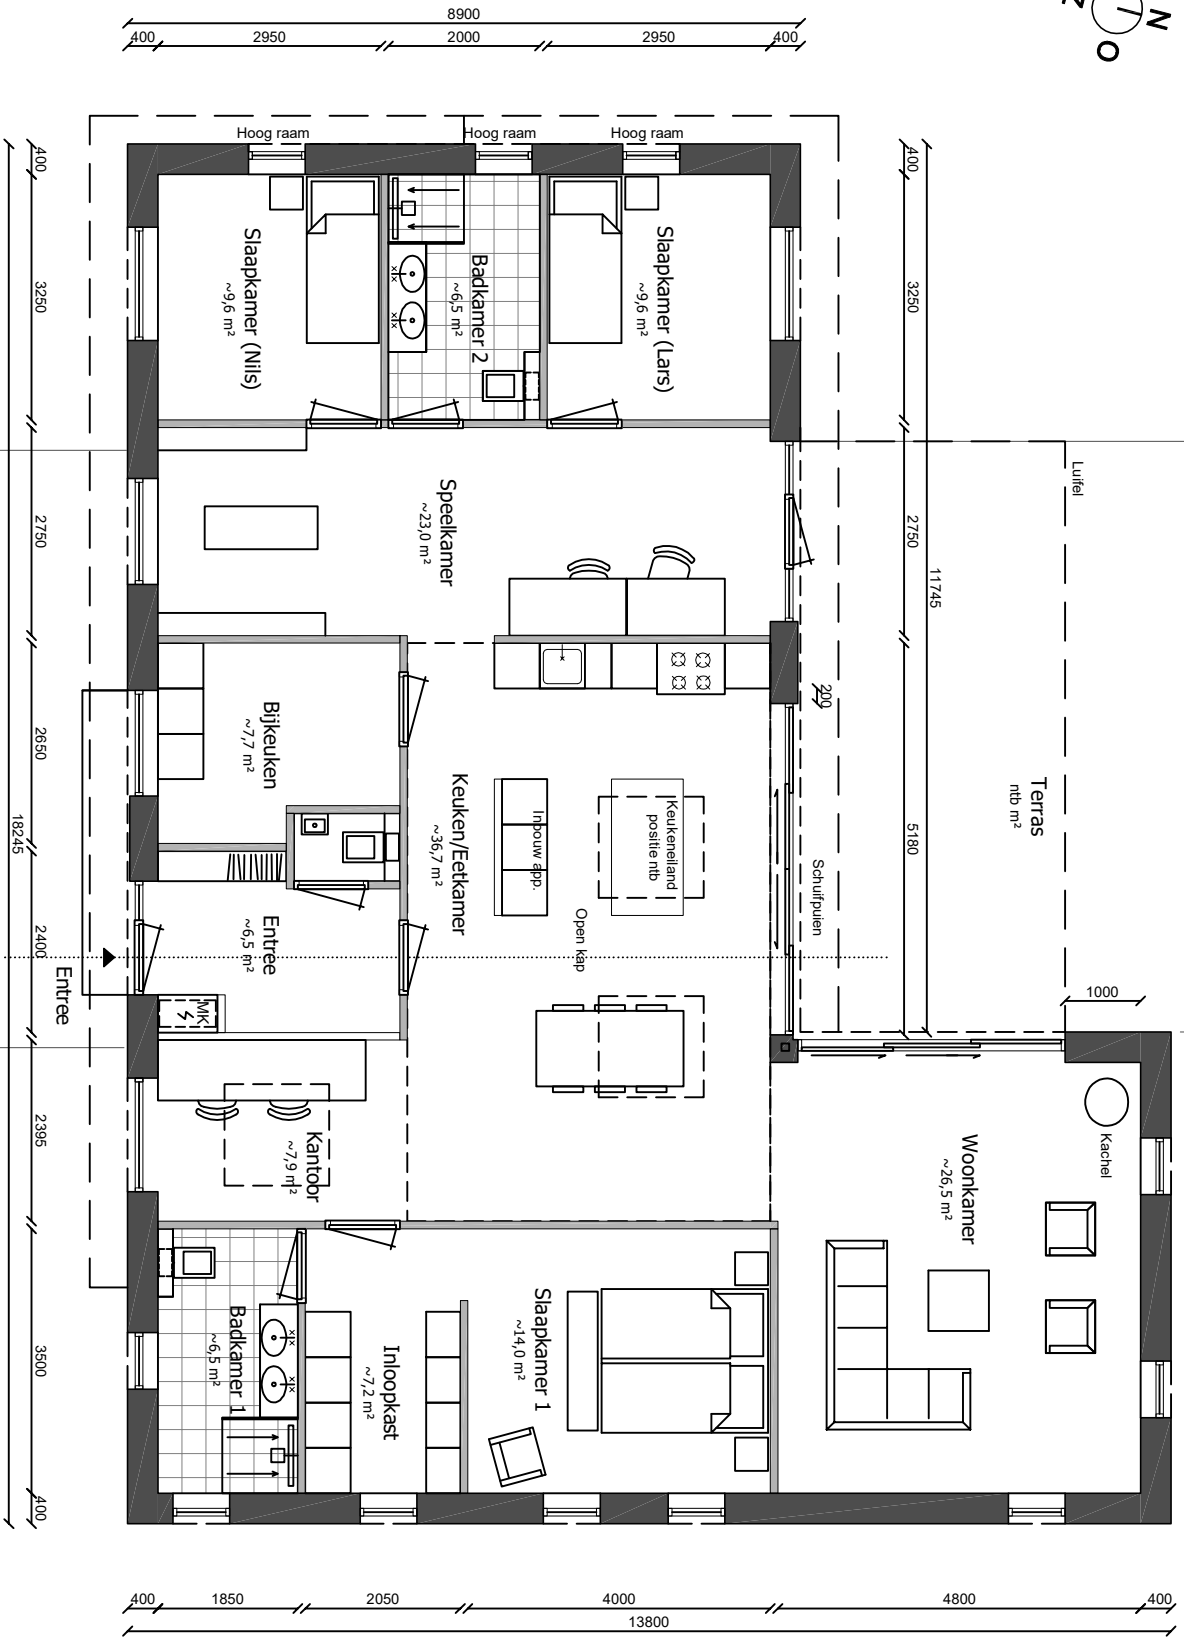 8900
400
2950
2000
2950
400
Z
N
O
Hoog raam
Hoog raam
Hoog raam
400
3250
2750
2650
2400
2395
3500
400
18245
400
3250
2750
5180
11745
200
1000
Slaapkamer (Nils)
~9,6 m²
Badkamer 2
~6,5 m²
Slaapkamer (Lars)
~9,6 m²
Speelkamer
~23,0 m²
Luifel
Terras
ntb m²
Schuifpuien
Bijkeuken
~7,7 m²
Keuken/Eetkamer
~36,7 m²
Inbouw app.
Keukeneiland
positie ntb
Open kap
Entree
~6,5 m²
Entree
MK
Kantoor
~7,9 m²
Woonkamer
~26,5 m²
Kachel
Badkamer 1
~6,5 m²
Inloopkast
~7,2 m²
Slaapkamer 1
~14,0 m²
400
1850
2050
4000
4800
400
13800